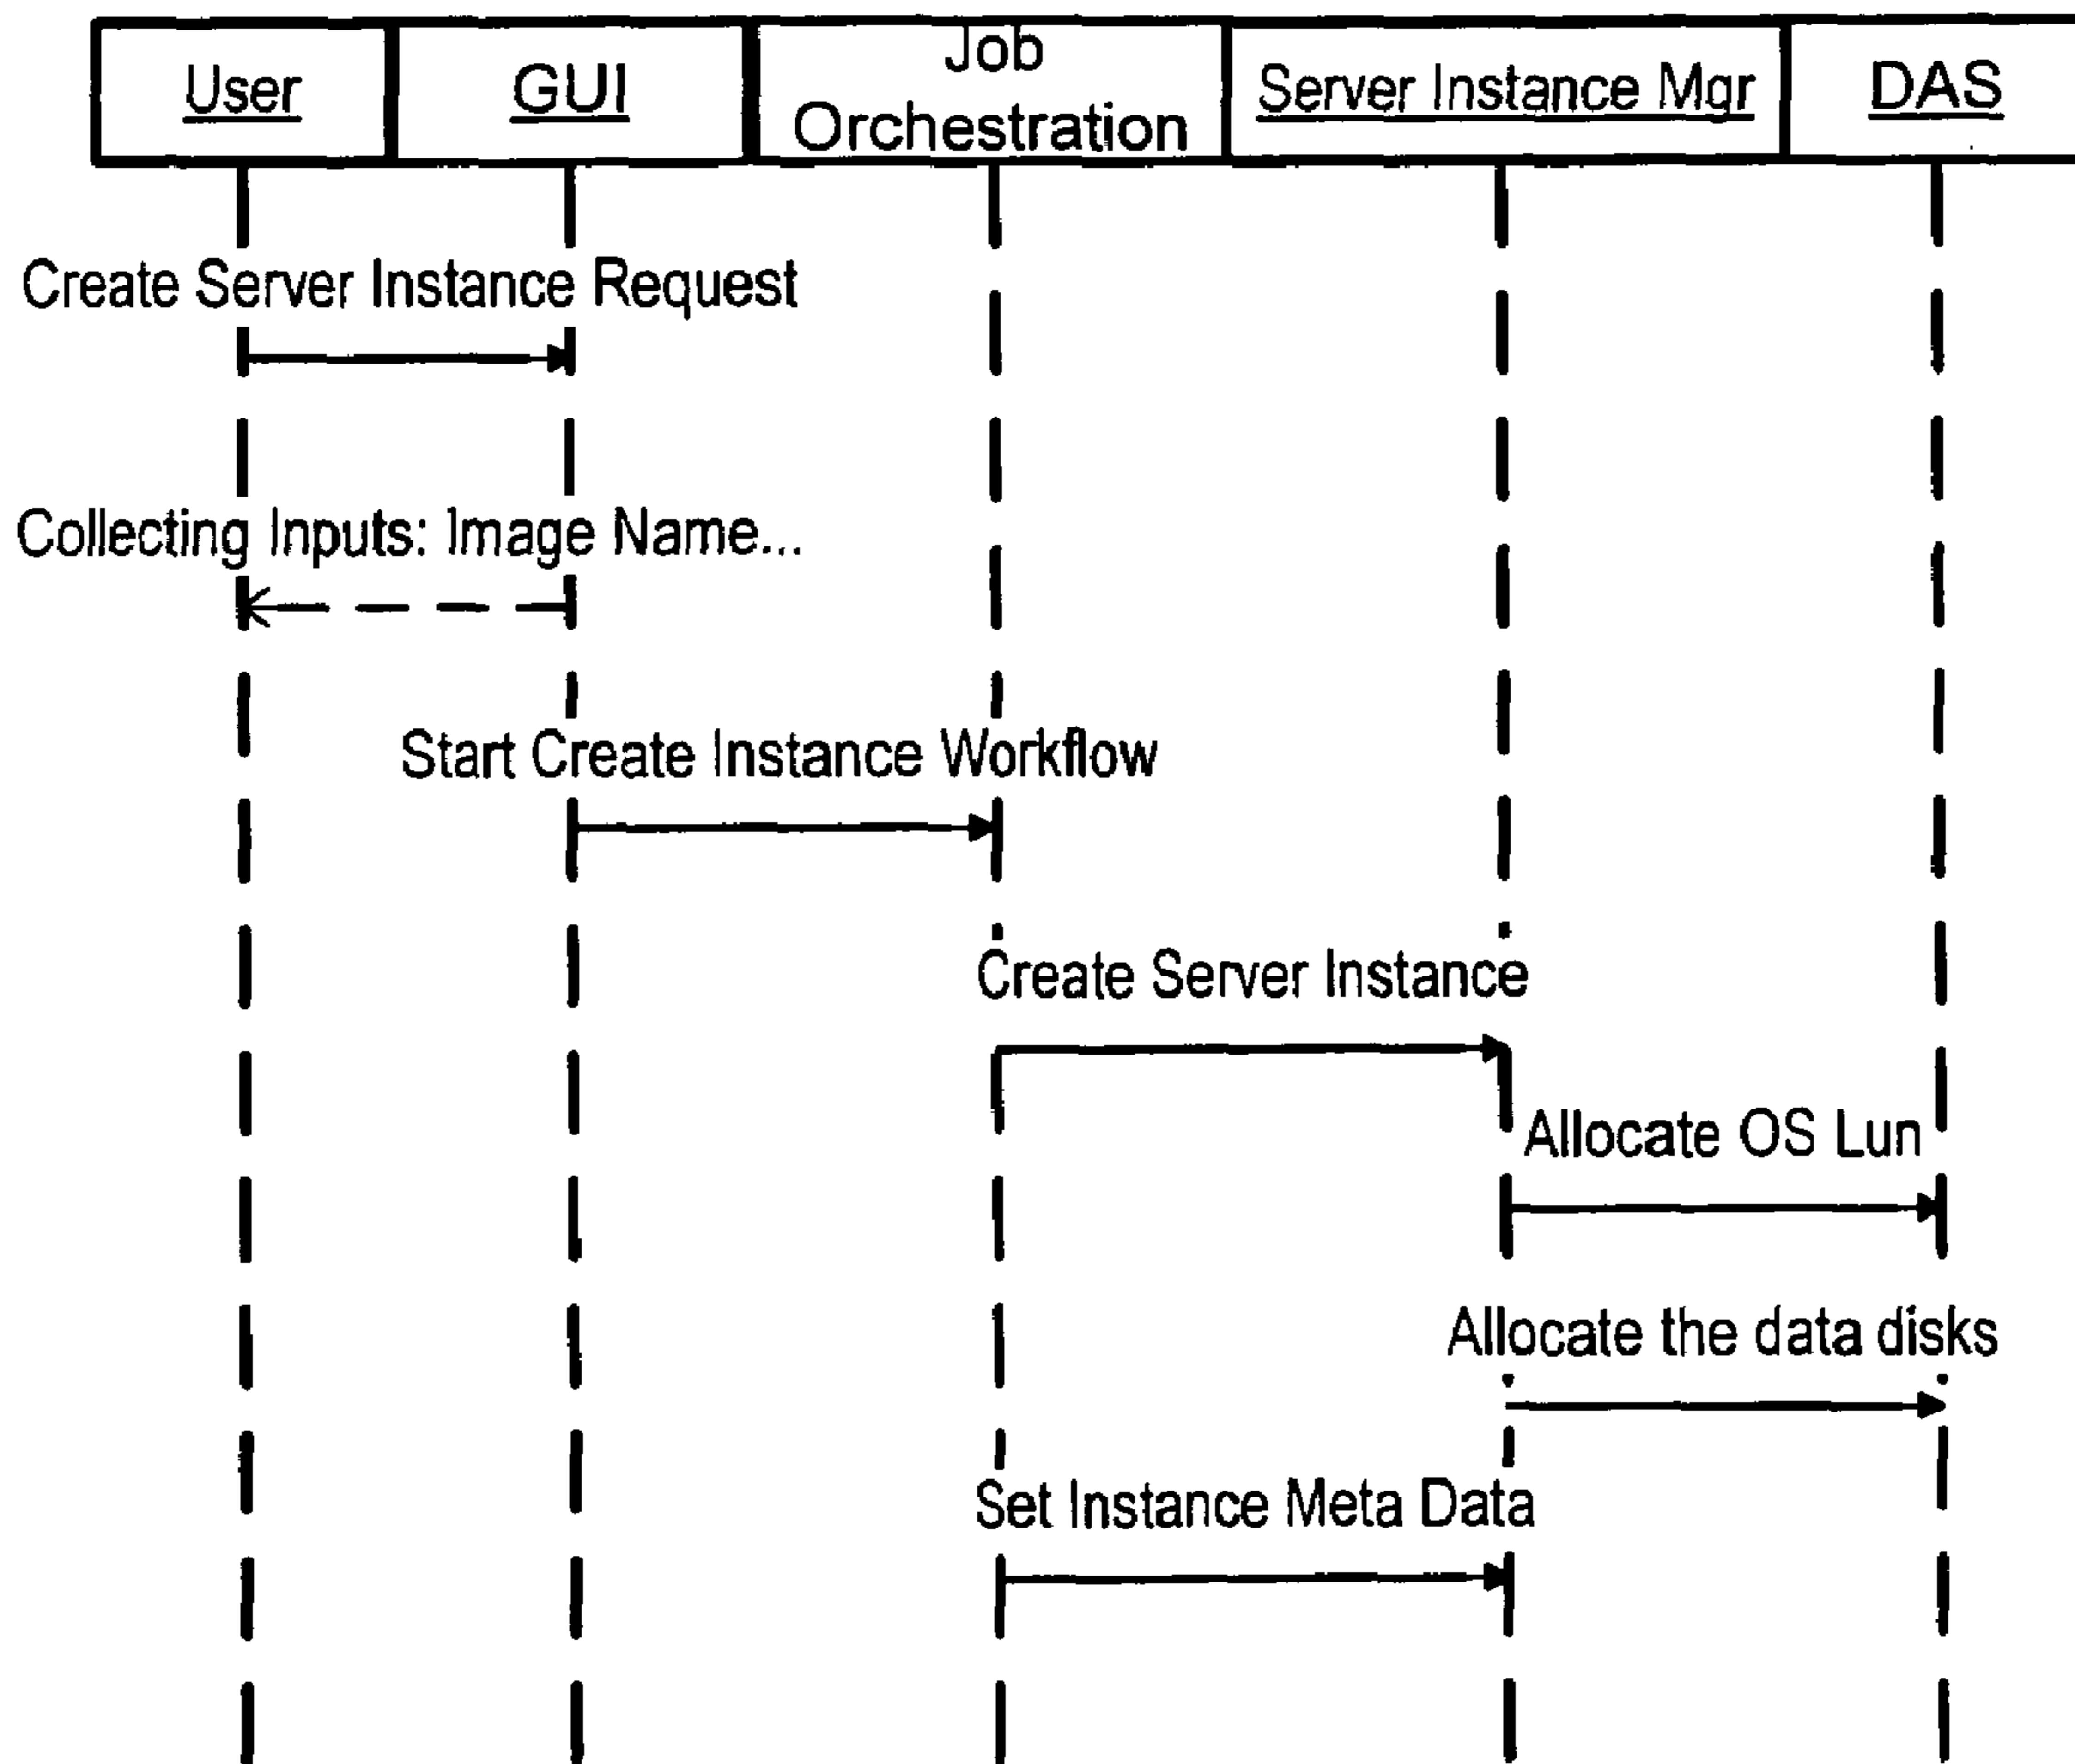 User
GUI
Job
Orchestration
Server Instance Mgr
DAS
Create Server Instance Request
Collecting Inputs: Image Name...
Start Create Instance Workflow
Create Server Instance
Allocate OS Lun
Allocate the data disks
Set Instance Meta Data